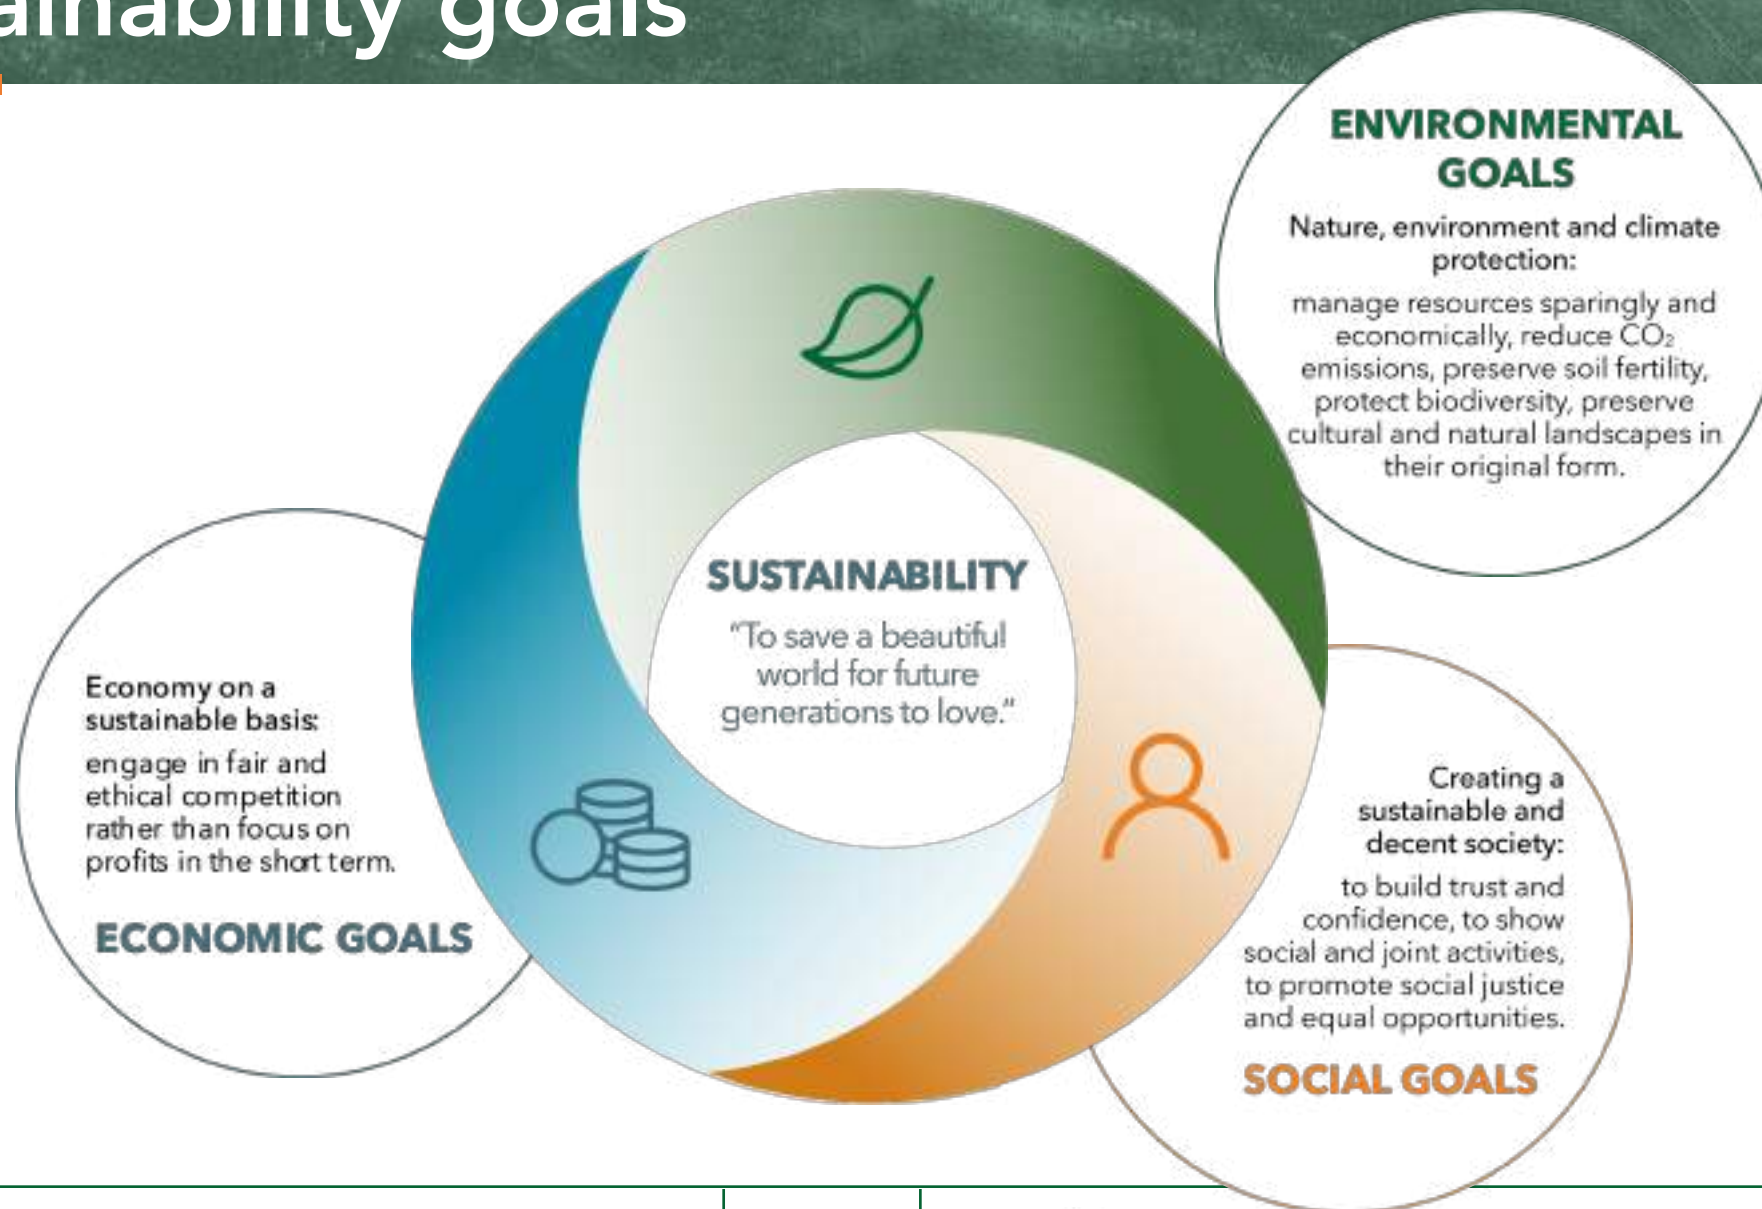 ainability goals
ENVIRONMENTAL
GOALS
Nature, environment and climate
protection:
manage resources sparingly and
economically, reduce CO₂
emissions, preserve soil fertility,
protect biodiversity, preserve
cultural and natural landscapes in
their original form.
SUSTAINABILITY
“To save a beautiful
world for future
generations to love.”
Economy on a
sustainable basis:
engage in fair and
ethical competition
rather than focus on
profits in the short term.
ECONOMIC GOALS
Creating a
sustainable and
decent society:
to build trust and
confidence, to show
social and joint activities,
to promote social justice
and equal opportunities.
SOCIAL GOALS